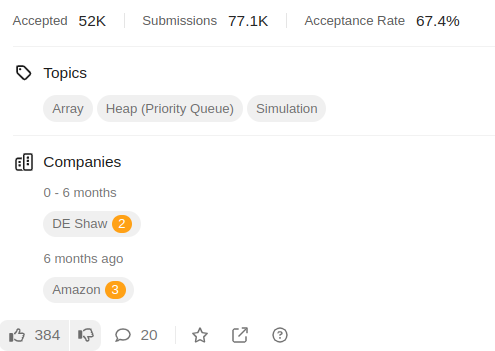 Accepted 52K Submissions 77.1K Acceptance Rate 67.4%
Topics
Array Heap (Priority Queue) Simulation
Companies
0 - 6 months
DE Shaw 2
6 months ago
Amazon 3
384 20